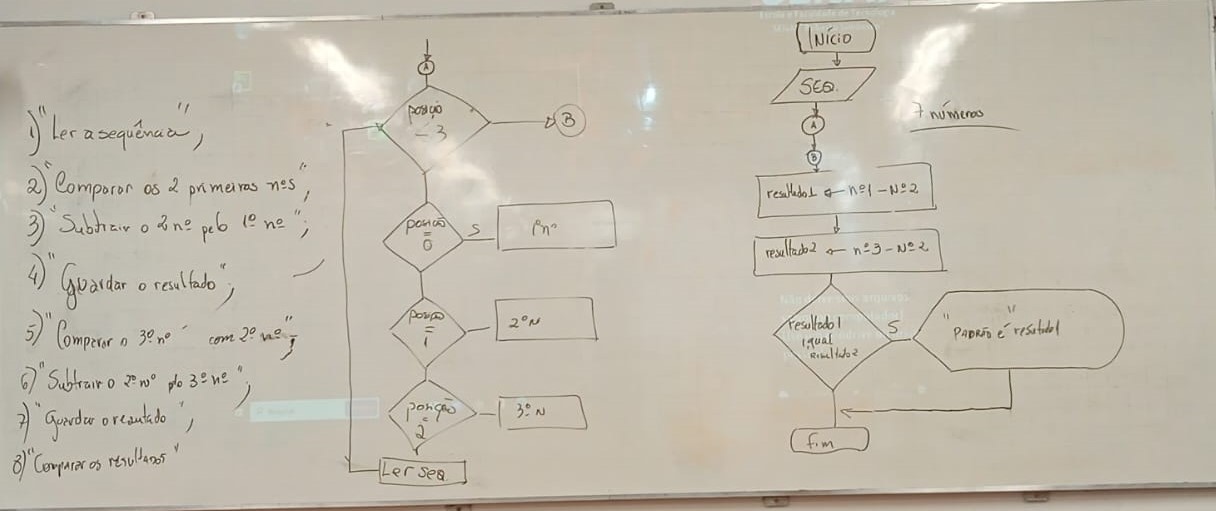 1) "Ler a sequência";
2) "Comparar os 2 primeiros nºs";
3) "Subtrair o 2 nº pelo 1º nº";
4) "Guardar o resultado";
5) "Comparar o 3º nº com 2º nº";
6) "Subtrair o 2º nº plo 3º nº";
7) "Guardar o resultado";
8) "Comparar os resultados"
A
posição
3
B
posição
=
0
S
1º nº
posição
=
1
2º N
posição
=
2
3º N
Ler seq.
INÍCIO
SEQ.
A
B
7 números
resultado1 ← nº1 - Nº2
resultado2 ← nº3 - Nº2
resultado1
igual
resultado2
S
"PADRÃO é" resultado1
fim